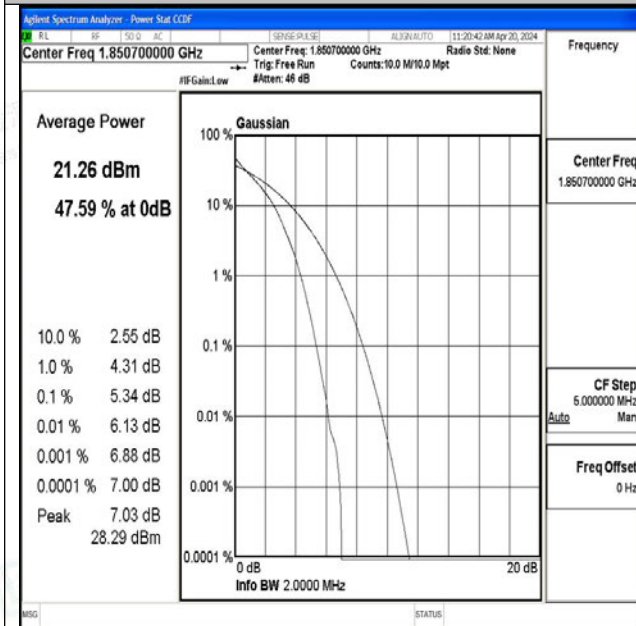 Agilent Spectrum Analyzer - Power Stat CCDF
RL RF 50 Ω AC SENSE:PULSE ALIGNAUTO 11:20:42 AM Apr 20, 2024
Center Freq 1.850700000 GHz
Center Freq: 1.850700000 GHz Radio Std: None
Trig: Free Run Counts:10.0 M/10.0 Mpt
#IFGain:Low #Atten: 46 dB
Frequency
Average Power
21.26 dBm
47.59 % at 0dB
10.0 % 2.55 dB
1.0 % 4.31 dB
0.1 % 5.34 dB
0.01 % 6.13 dB
0.001 % 6.88 dB
0.0001 % 7.00 dB
Peak 7.03 dB
28.29 dBm
Gaussian
100 %
10 %
1 %
0.1 %
0.01 %
0.001 %
0.0001 %
0 dB 20 dB
Info BW 2.0000 MHz
Center Freq
1.850700000 GHz
CF Step
5.000000 MHz
Auto Man
Freq Offset
0 Hz
MSG STATUS